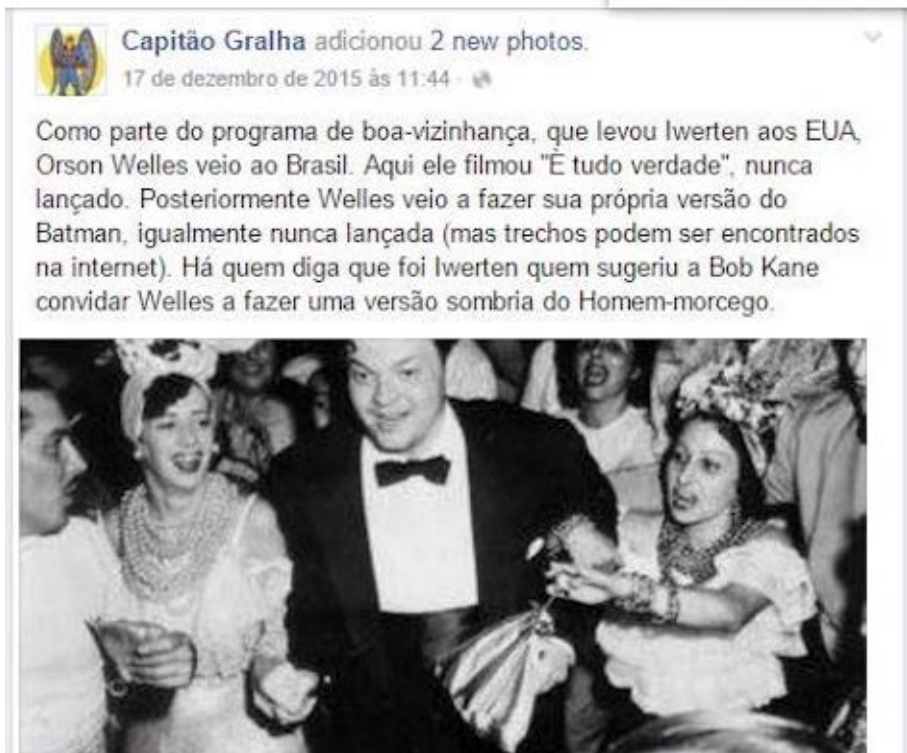 Capitão Gralha adicionou 2 new photos.
17 de dezembro de 2015 às 11:44 ·
Como parte do programa de boa-vizinhança, que levou Iwerten aos EUA,
Orson Welles veio ao Brasil. Aqui ele filmou "È tudo verdade", nunca
lançado. Posteriormente Welles veio a fazer sua própria versão do
Batman, igualmente nunca lançada (mas trechos podem ser encontrados
na internet). Há quem diga que foi Iwerten quem sugeriu a Bob Kane
convidar Welles a fazer uma versão sombria do Homem-morcego.